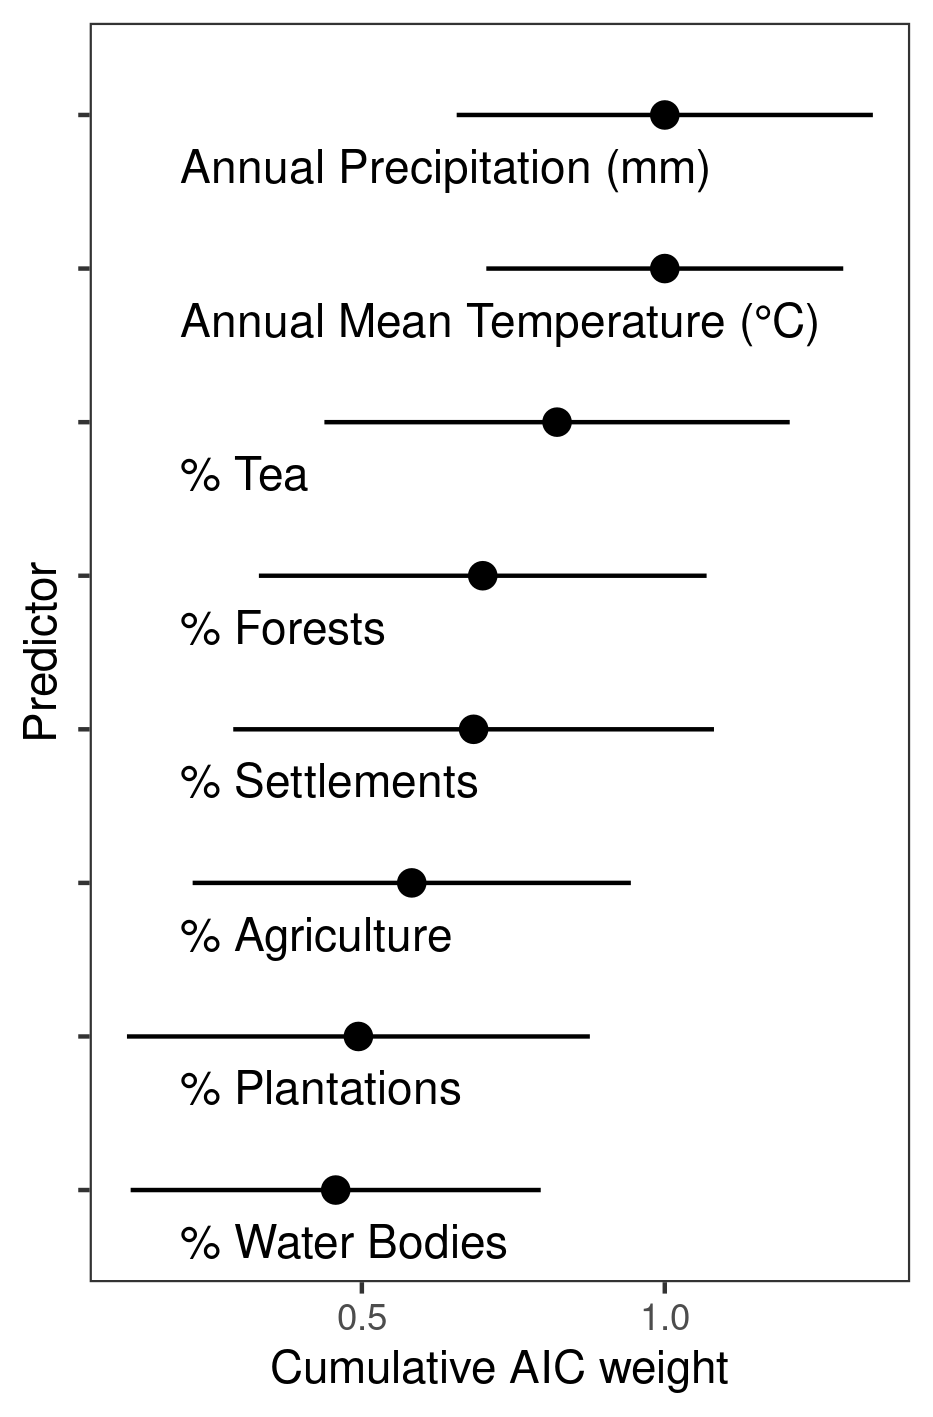 Annual Precipitation (mm)
Annual Mean Temperature (°C)
% Tea
% Forests
% Settlements
% Agriculture
% Plantations
% Water Bodies
Predictor
0.5 1.0
Cumulative AIC weight